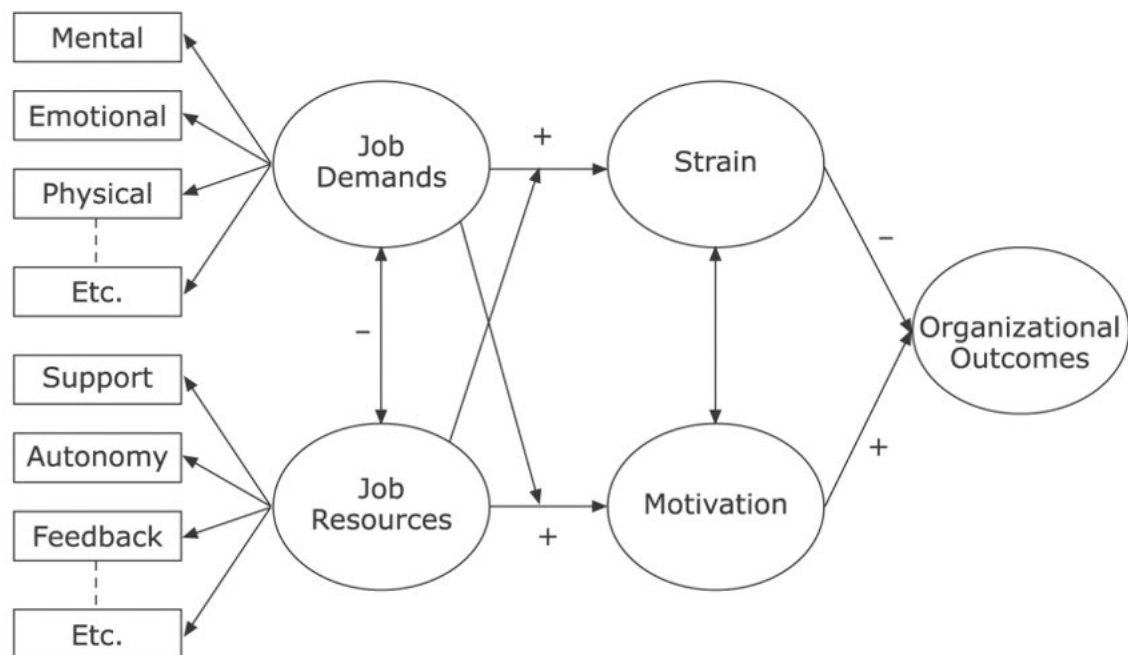 Mental
Emotional
Physical
Etc.
Support
Autonomy
Feedback
Etc.
Job
Demands
Job
Resources
+
–
+
Strain
Motivation
–
+
Organizational
Outcomes